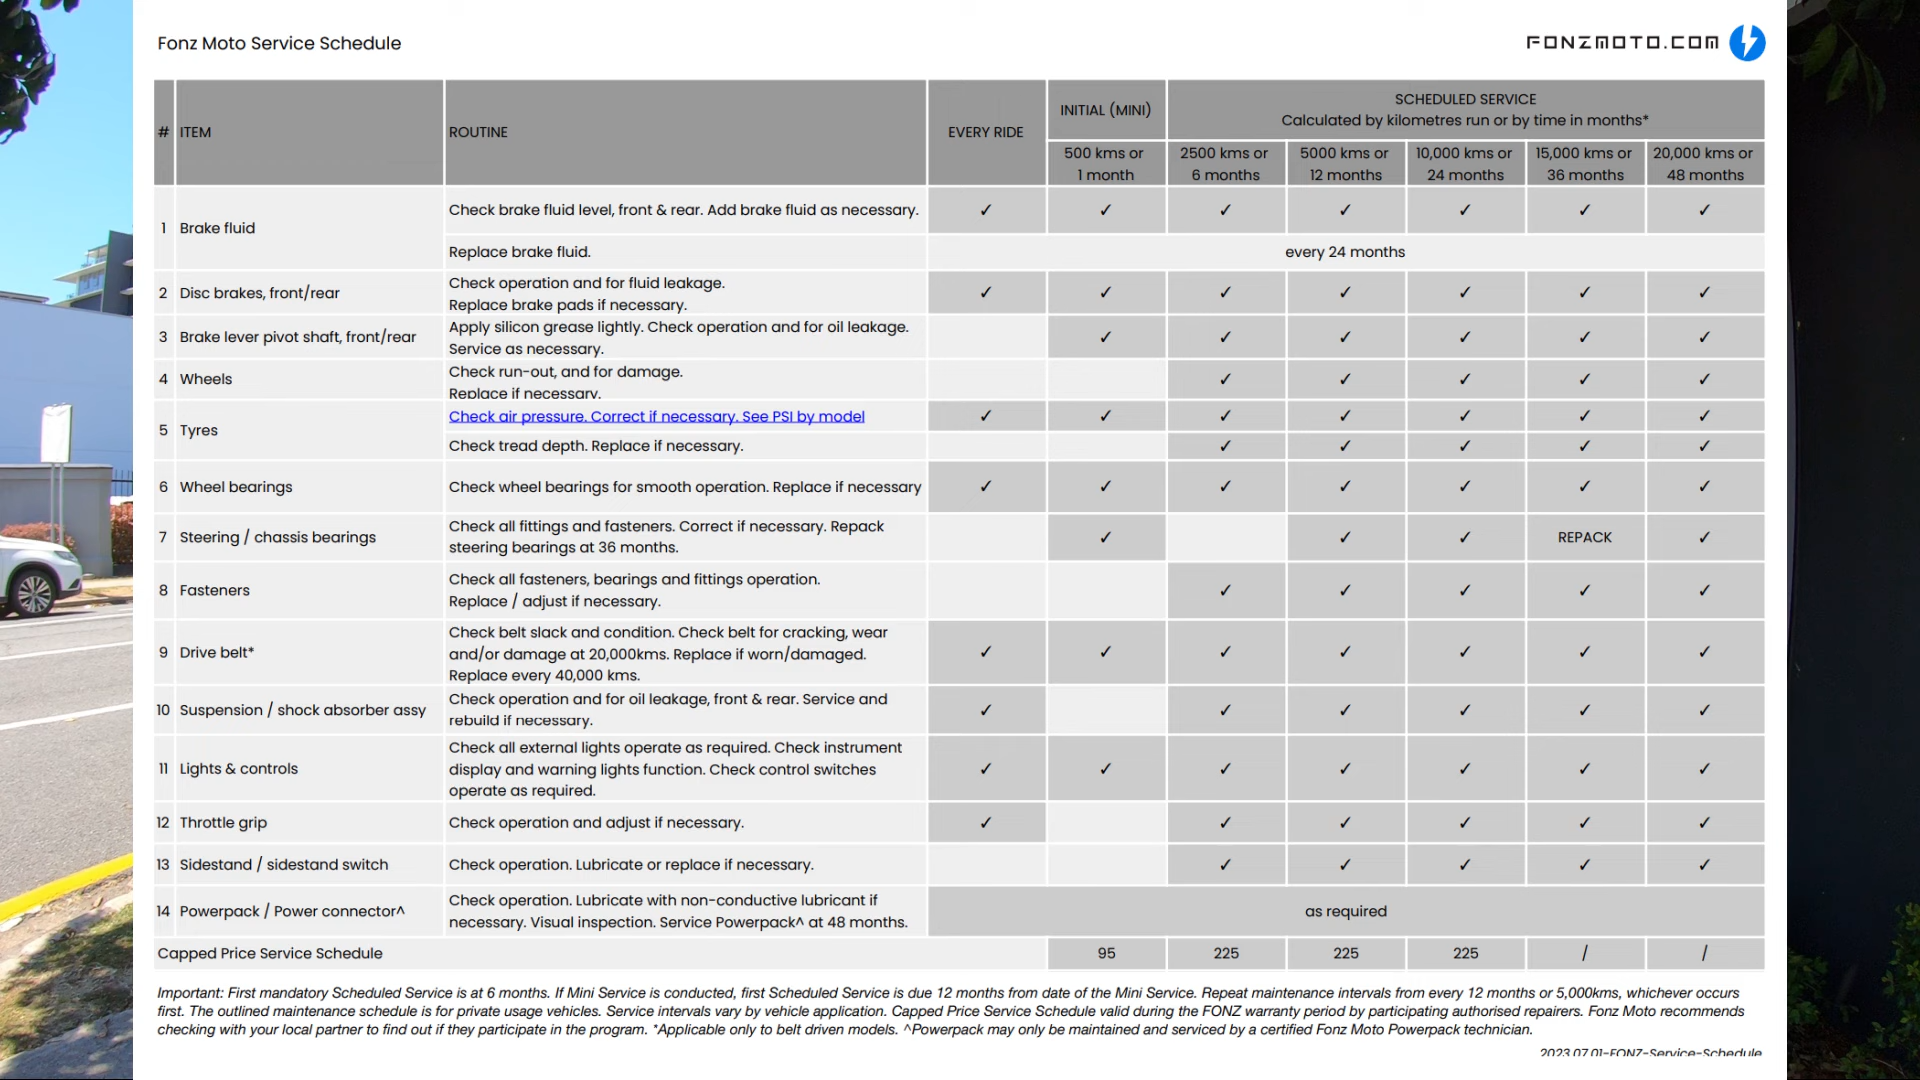 Fonz Moto Service Schedule
FONZMOTO.COM
# ITEM ROUTINE EVERY RIDE INITIAL (MINI) SCHEDULED SERVICE
Calculated by kilometres run or by time in months*
500 kms or 1 month 2500 kms or 6 months 5000 kms or 12 months 10,000 kms or 24 months 15,000 kms or 36 months 20,000 kms or 48 months
1 Brake fluid
Check brake fluid level, front & rear. Add brake fluid as necessary. ✓ ✓ ✓ ✓ ✓ ✓ ✓
Replace brake fluid. every 24 months
2 Disc brakes, front/rear
Check operation and for fluid leakage.
Replace brake pads if necessary. ✓ ✓ ✓ ✓ ✓ ✓ ✓
3 Brake lever pivot shaft, front/rear
Apply silicon grease lightly. Check operation and for oil leakage.
Service as necessary. ✓ ✓ ✓ ✓ ✓ ✓
4 Wheels
Check run-out, and for damage.
Replace if necessary. ✓ ✓ ✓ ✓ ✓
5 Tyres
Check air pressure. Correct if necessary. See PSI by model ✓ ✓ ✓ ✓ ✓ ✓ ✓
Check tread depth. Replace if necessary. ✓ ✓ ✓ ✓ ✓
6 Wheel bearings
Check wheel bearings for smooth operation. Replace if necessary ✓ ✓ ✓ ✓ ✓ ✓ ✓
7 Steering / chassis bearings
Check all fittings and fasteners. Correct if necessary. Repack
steering bearings at 36 months. ✓ ✓ ✓ REPACK ✓
8 Fasteners
Check all fasteners, bearings and fittings operation.
Replace / adjust if necessary. ✓ ✓ ✓ ✓ ✓
9 Drive belt*
Check belt slack and condition. Check belt for cracking, wear
and/or damage at 20,000kms. Replace if worn/damaged.
Replace every 40,000 kms. ✓ ✓ ✓ ✓ ✓ ✓ ✓
10 Suspension / shock absorber assy
Check operation and for oil leakage, front & rear. Service and
rebuild if necessary. ✓ ✓ ✓ ✓ ✓ ✓
11 Lights & controls
Check all external lights operate as required. Check instrument
display and warning lights function. Check control switches
operate as required. ✓ ✓ ✓ ✓ ✓ ✓ ✓
12 Throttle grip
Check operation and adjust if necessary. ✓ ✓ ✓ ✓ ✓ ✓
13 Sidestand / sidestand switch
Check operation. Lubricate or replace if necessary. ✓ ✓ ✓ ✓ ✓
14 Powerpack / Power connector^
Check operation. Lubricate with non-conductive lubricant if
necessary. Visual inspection. Service Powerpack^ at 48 months. as required
Capped Price Service Schedule 95 225 225 225 / /
Important: First mandatory Scheduled Service is at 6 months. If Mini Service is conducted, first Scheduled Service is due 12 months from date of the Mini Service. Repeat maintenance intervals from every 12 months or 5,000kms, whichever occurs
first. The outlined maintenance schedule is for private usage vehicles. Service intervals vary by vehicle application. Capped Price Service Schedule valid during the FONZ warranty period by participating authorised repairers. Fonz Moto recommends
checking with your local partner to find out if they participate in the program. *Applicable only to belt driven models. ^Powerpack may only be maintained and serviced by a certified Fonz Moto Powerpack technician.
2023.07.01-FONZ-Service-Schedule